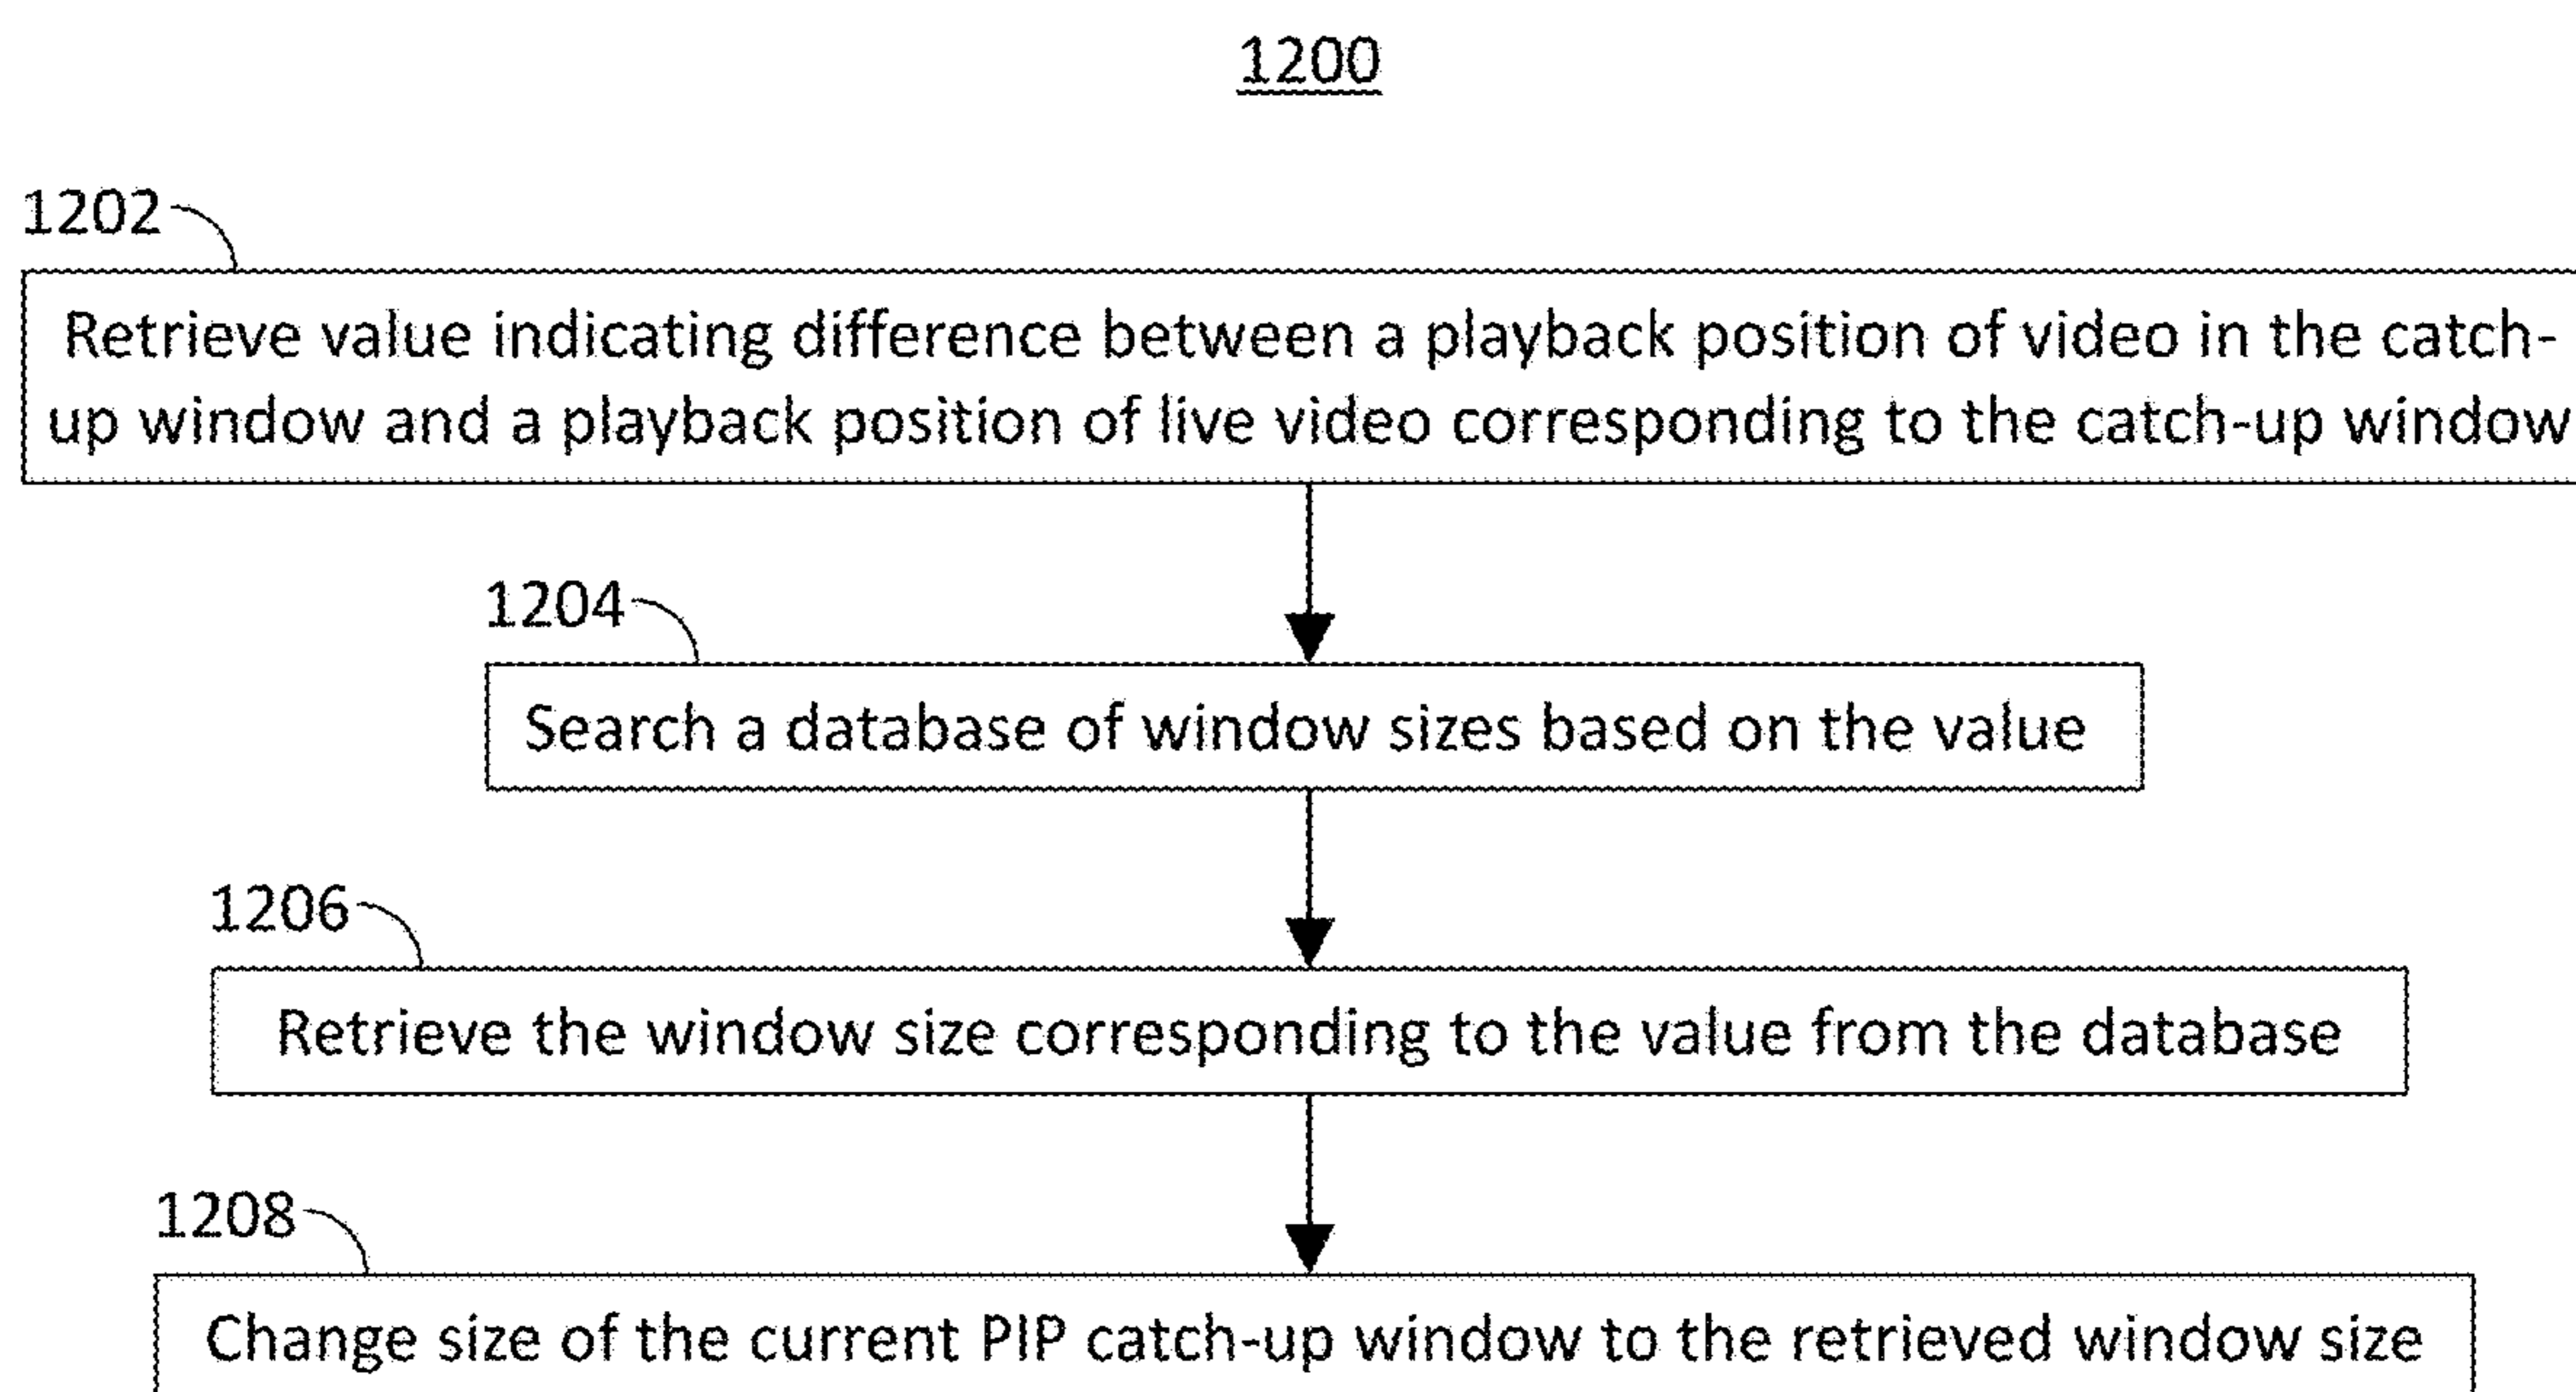 1200
1202
Retrieve value indicating difference between a playback position of video in the catch-
up window and a playback position of live video corresponding to the catch-up window
1204
Search a database of window sizes based on the value
1206
Retrieve the window size corresponding to the value from the database
1208
Change size of the current PIP catch-up window to the retrieved window size